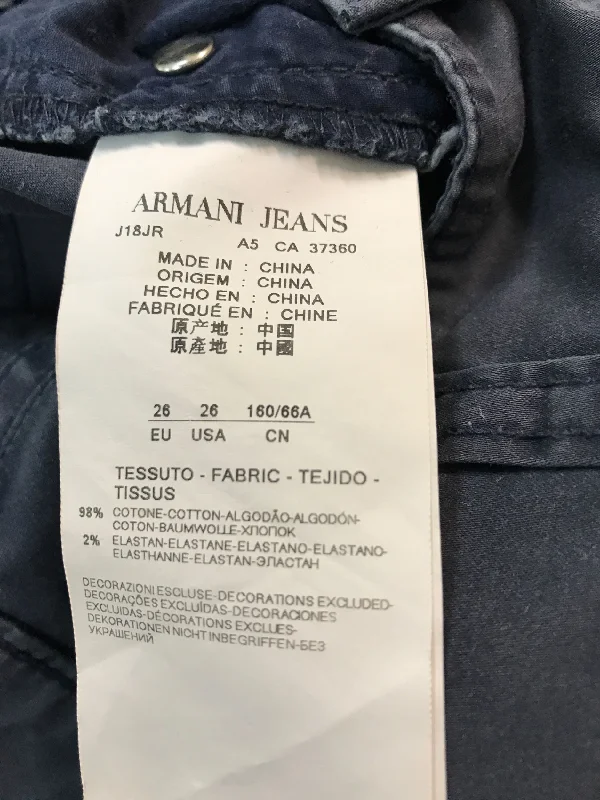 ARMANI JEANS
J18JR A5 CA 37360
MADE IN : CHINA
ORIGEM : CHINA
HECHO EN : CHINA
FABRIQUÉ EN : CHINE
原产地 : 中国
原產地 : 中國
26 26 160/66A
EU USA CN
TESSUTO - FABRIC - TEJIDO -
TISSUS
98% COTONE-COTTON-ALGODÃO-ALGODÓN-
COTON-BAUMWOLLE-ХЛОПОК
2% ELASTAN-ELASTANE-ELASTANO-ELASTANO-
ELASTHANNE-ELASTAN-ЭЛАСТАН
DECORAZIONI ESCLUSE-DECORATIONS EXCLUDED-
DECORAÇÕES EXCLUÍDAS-DECORACIONES
EXCLUIDAS-DÉCORATIONS EXCLUES-
DEKORATIONEN NICHT INBEGRIFFEN-БЕЗ
УКРАШЕНИЙ